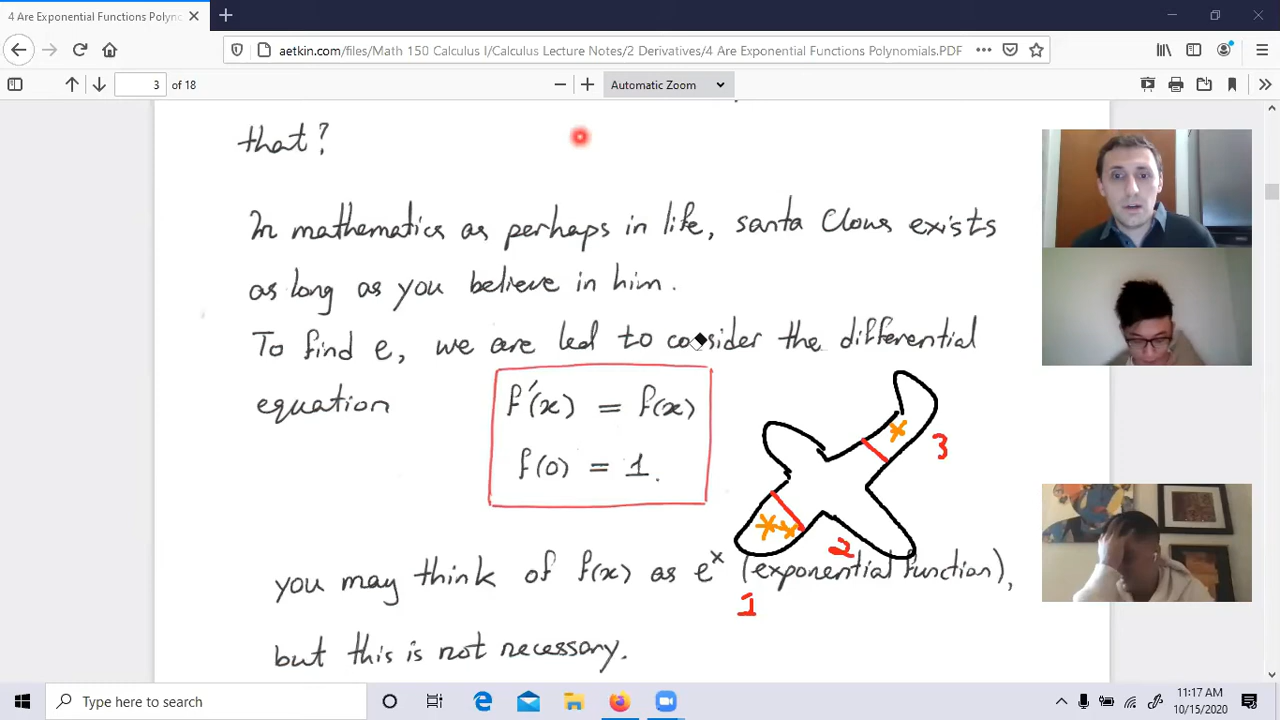 4 Are Exponential Functions Polync
aetkin.com/files/Math 150 Calculus I/Calculus Lecture Notes/2 Derivatives/4 Are Exponential Functions Polynomials.PDF
3 of 18
Automatic Zoom
that?
In mathematics as perhaps in life, santa Claus exists
as long as you believe in him.
To find e, we are led to consider the differential
equation
f'(x) = f(x)
f(0) = 1.
3
2
you may think of f(x) as e^x (exponential function),
1
but this is not necessary.
Type here to search
11:17 AM
10/15/2020